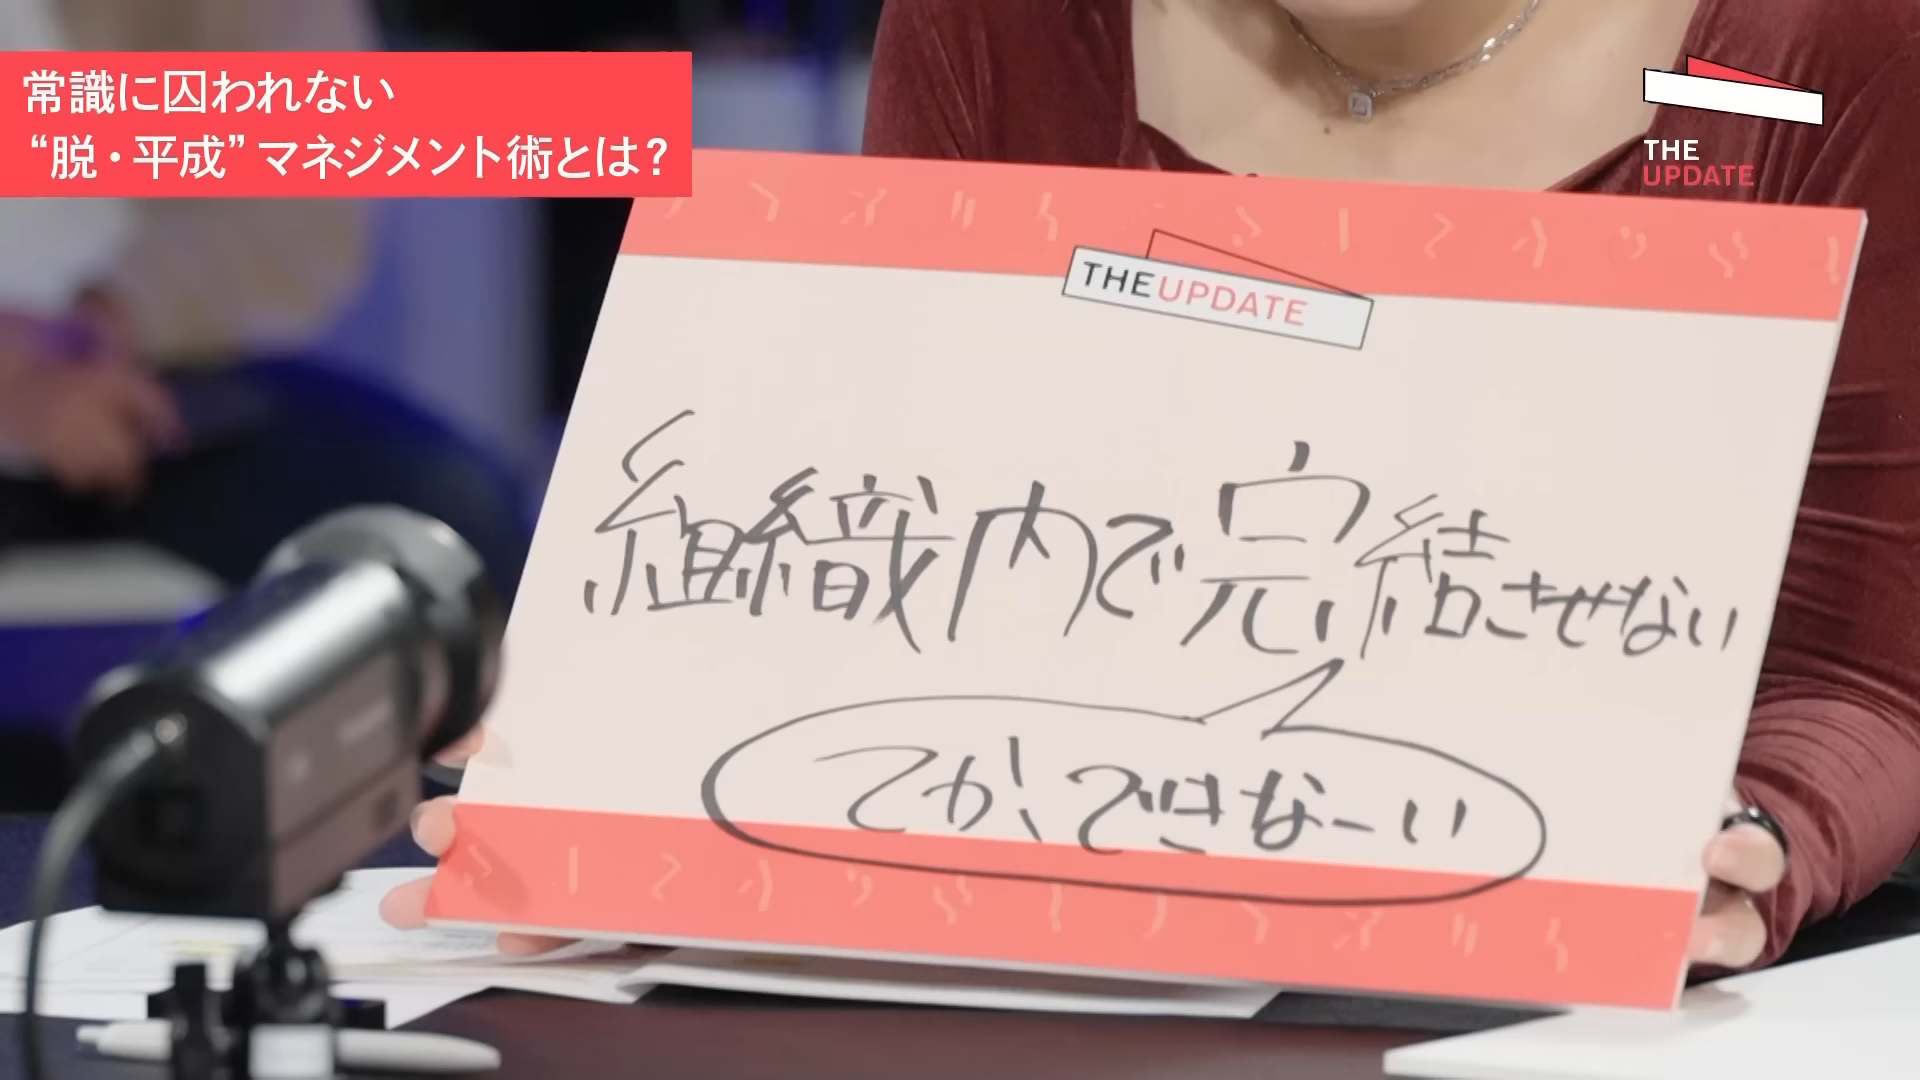 常識に囚われない
“脱・平成”マネジメント術とは？
THE
UPDATE
THE UPDATE
組織内で完結させない
てか、できなーい